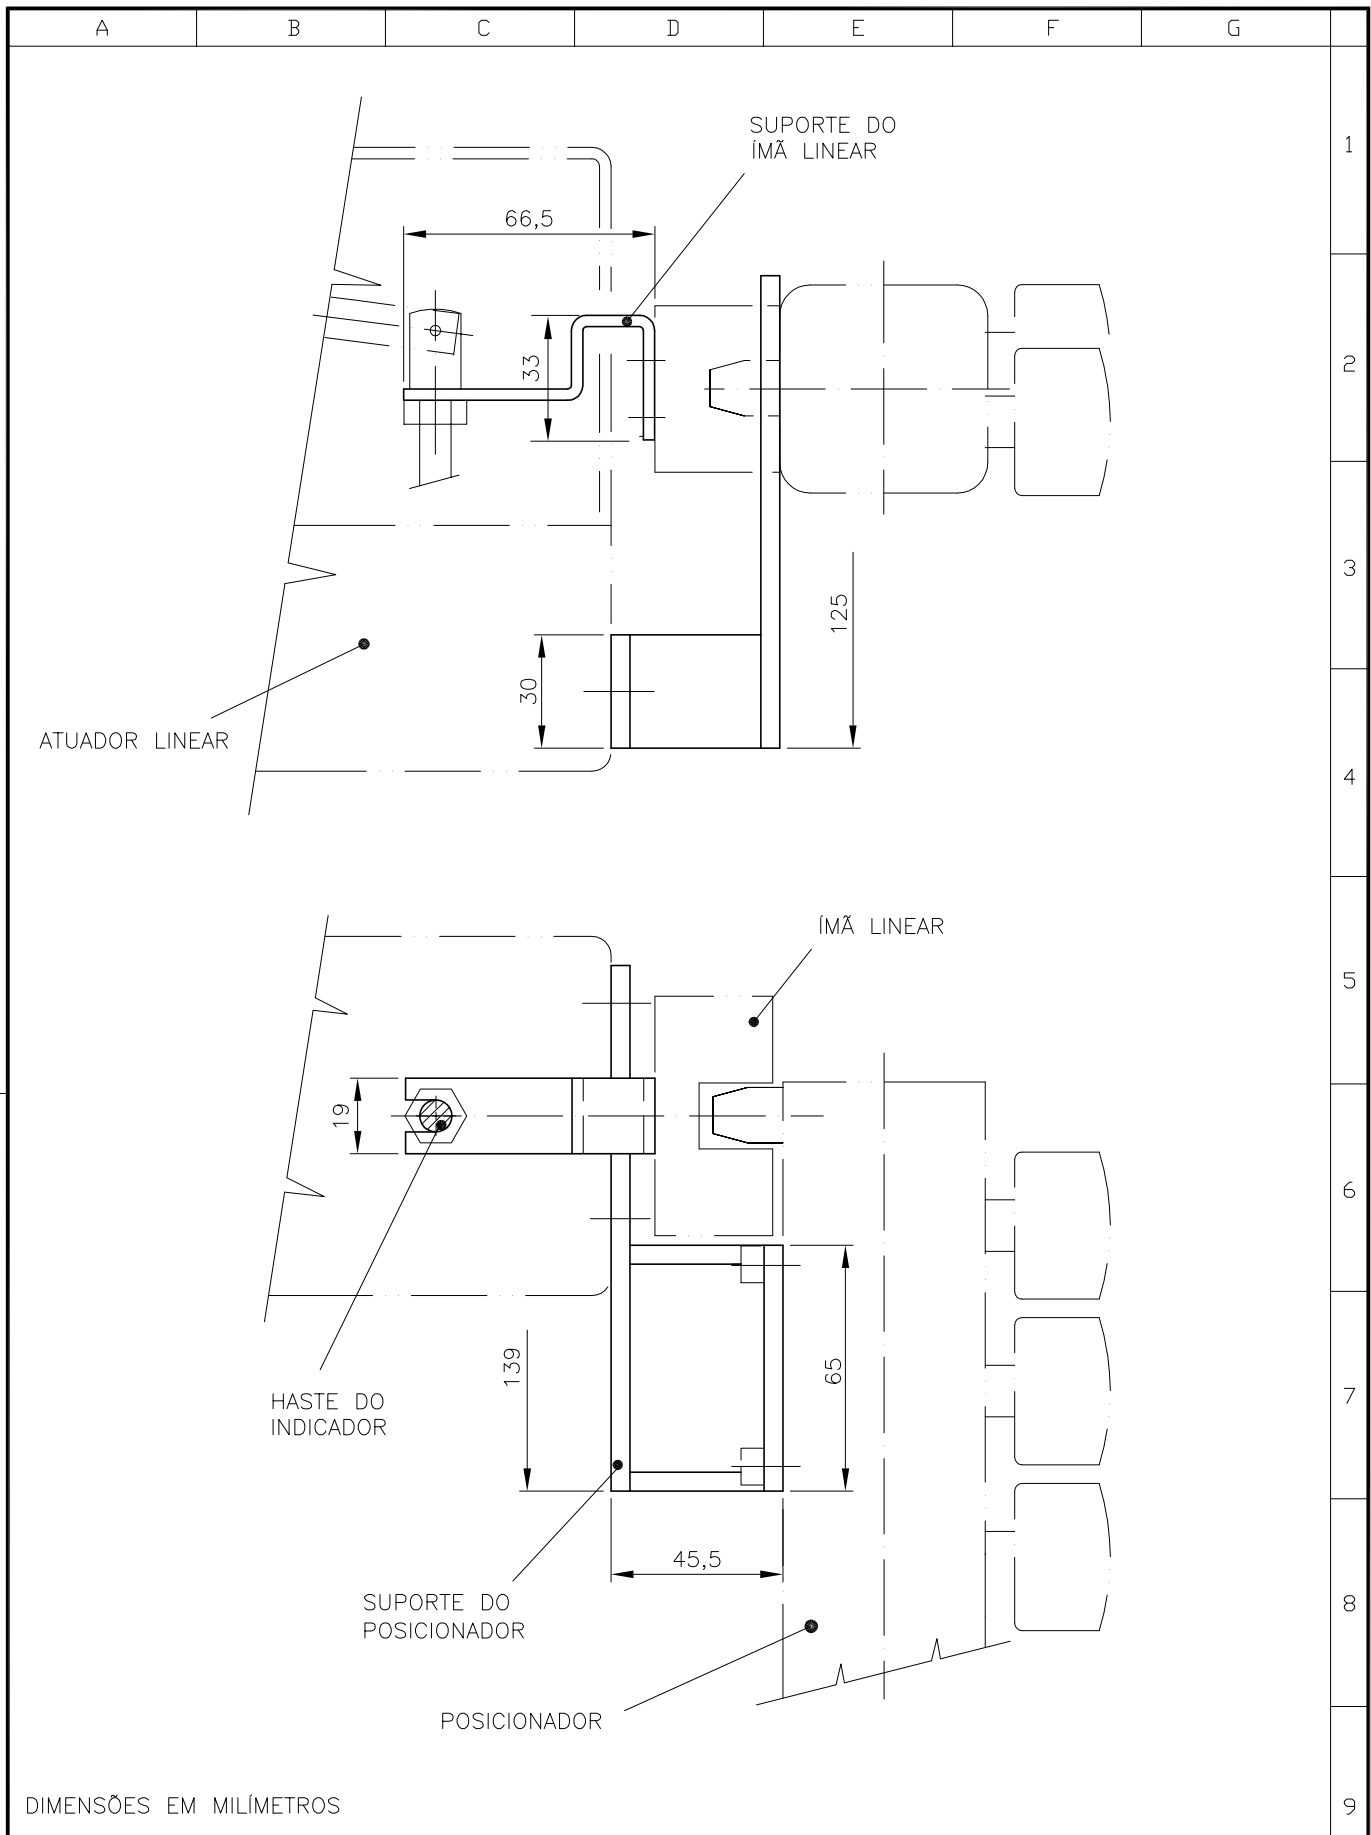 A B C D E F G
1
SUPORTE DO
ÍMÃ LINEAR
66,5
33
2
125
3
30
ATUADOR LINEAR
4
ÍMÃ LINEAR
5
19
6
139
65
7
HASTE DO
INDICADOR
45,5
SUPORTE DO
POSICIONADOR
8
POSICIONADOR
DIMENSÕES EM MILÍMETROS
9